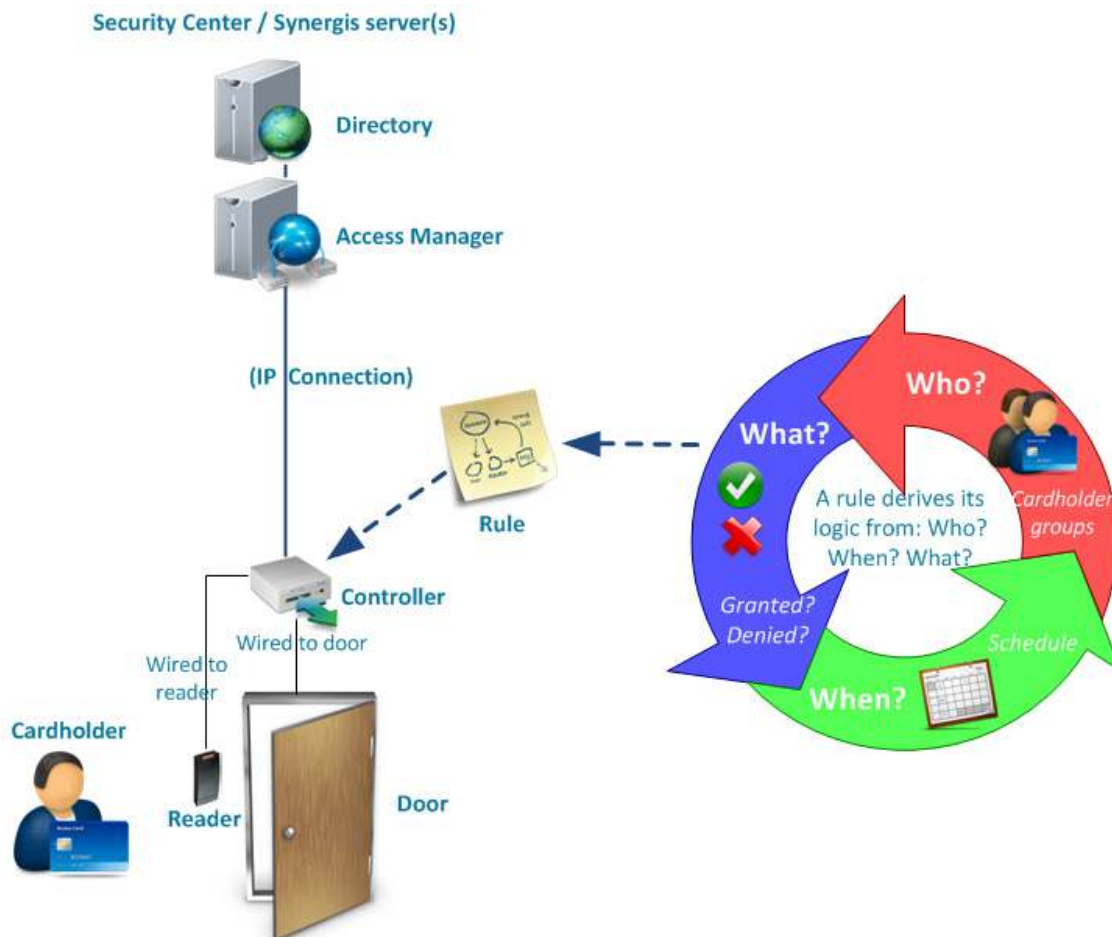 Security Center / Synergis server(s)
Directory
Access Manager
(IP Connection)
Rule
Controller
Wired to door
Wired to
reader
Cardholder
Reader
Door
Who?
What?
Cardholder
groups
A rule derives its
logic from: Who?
When? What?
Granted?
Denied?
Schedule
When?